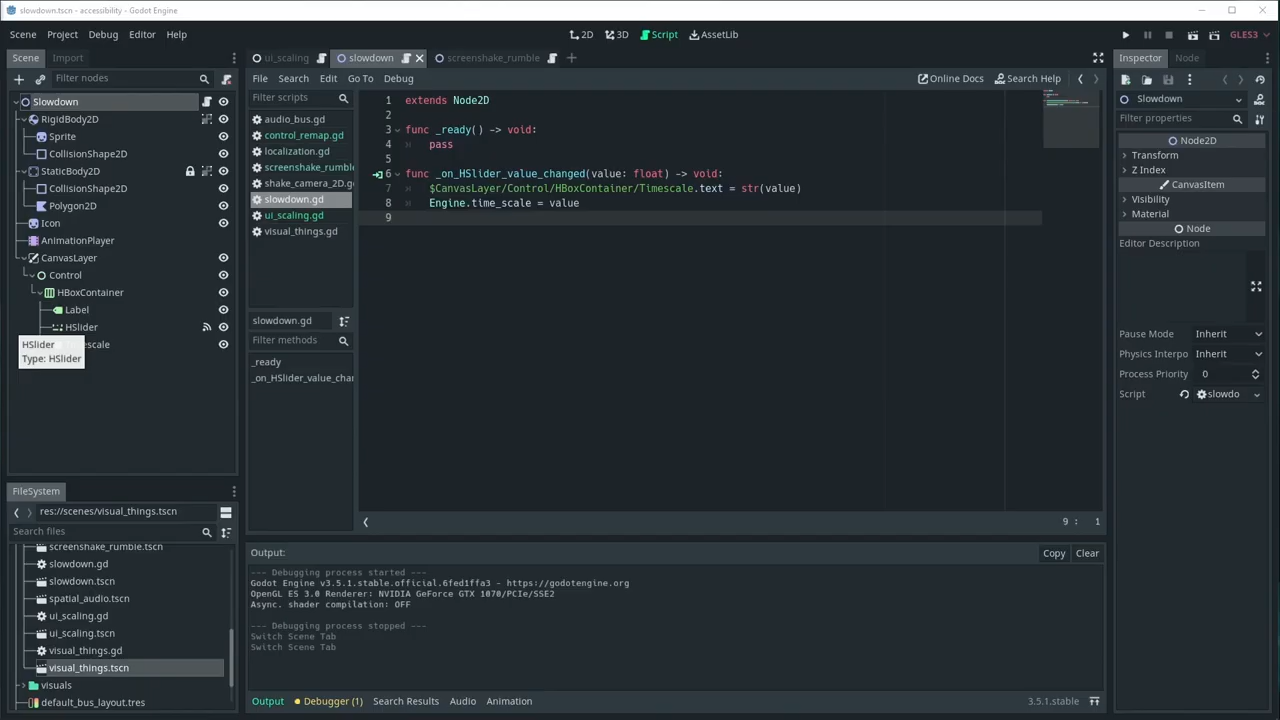 slowdown.tscn - accessibility - Godot Engine
Scene Project Debug Editor Help
2D 3D Script AssetLib
GLES3
Scene Import
Filter nodes
Slowdown
RigidBody2D
Sprite
CollisionShape2D
StaticBody2D
CollisionShape2D
Polygon2D
Icon
AnimationPlayer
CanvasLayer
Control
HBoxContainer
Label
HSlider
HSlider
Type: HSlider
FileSystem
res://scenes/visual_things.tscn
Search files
screenshake_rumble.tscn
slowdown.gd
slowdown.tscn
spatial_audio.tscn
ui_scaling.gd
ui_scaling.tscn
visual_things.gd
visual_things.tscn
visuals
default_bus_layout.tres
ui_scaling slowdown screenshake_rumble
File Search Edit Go To Debug
Online Docs Search Help
Filter scripts
audio_bus.gd
control_remap.gd
localization.gd
screenshake_rumble
shake_camera_2D.g
slowdown.gd
ui_scaling.gd
visual_things.gd
slowdown.gd
Filter methods
_ready
_on_HSlider_value_chan
1 extends Node2D
2
3 func _ready() -> void:
4 pass
5
6 func _on_HSlider_value_changed(value: float) -> void:
7 $CanvasLayer/Control/HBoxContainer/Timescale.text = str(value)
8 Engine.time_scale = value
9
9 : 1
Output:
Copy Clear
--- Debugging process started ---
Godot Engine v3.5.1.stable.official.6fed1ffa3 - https://godotengine.org
OpenGL ES 3.0 Renderer: NVIDIA GeForce GTX 1070/PCIe/SSE2
Async. shader compilation: OFF
--- Debugging process stopped ---
Switch Scene Tab
Switch Scene Tab
Output Debugger (1) Search Results Audio Animation
3.5.1.stable
Inspector Node
Slowdown
Filter properties
Node2D
Transform
Z Index
CanvasItem
Visibility
Material
Node
Editor Description
Pause Mode Inherit
Physics Interpo Inherit
Process Priority 0
Script slowdo